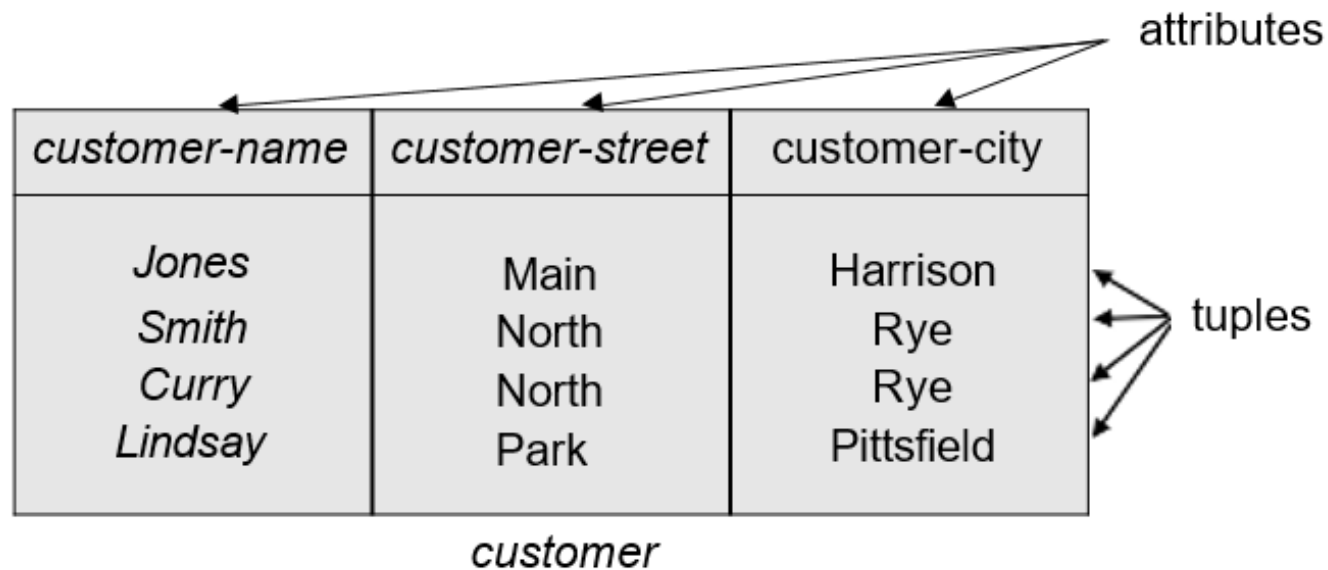 attributes
customer-name customer-street customer-city
Jones Main Harrison
Smith North Rye
tuples
Curry North Rye
Lindsay Park Pittsfield
customer